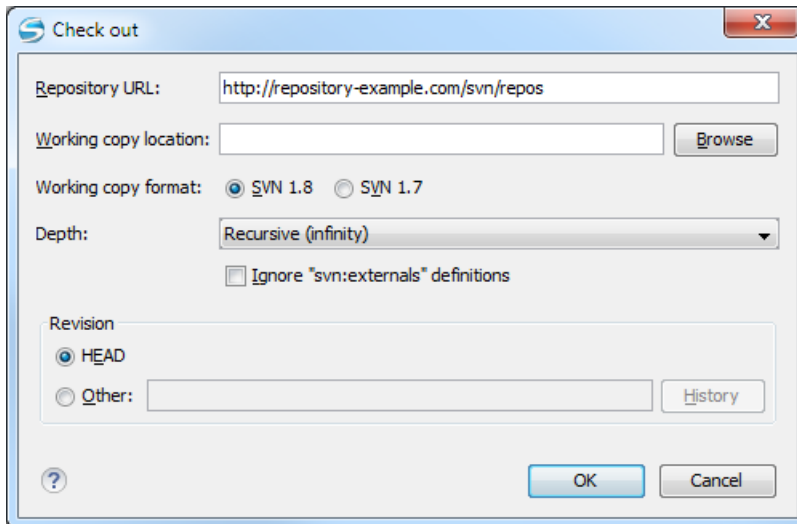 Check out
Repository URL: http://repository-example.com/svn/repos
Working copy location: Browse
Working copy format: SVN 1.8 SVN 1.7
Depth: Recursive (infinity)
Ignore "svn:externals" definitions
Revision
HEAD
Other: History
? OK Cancel